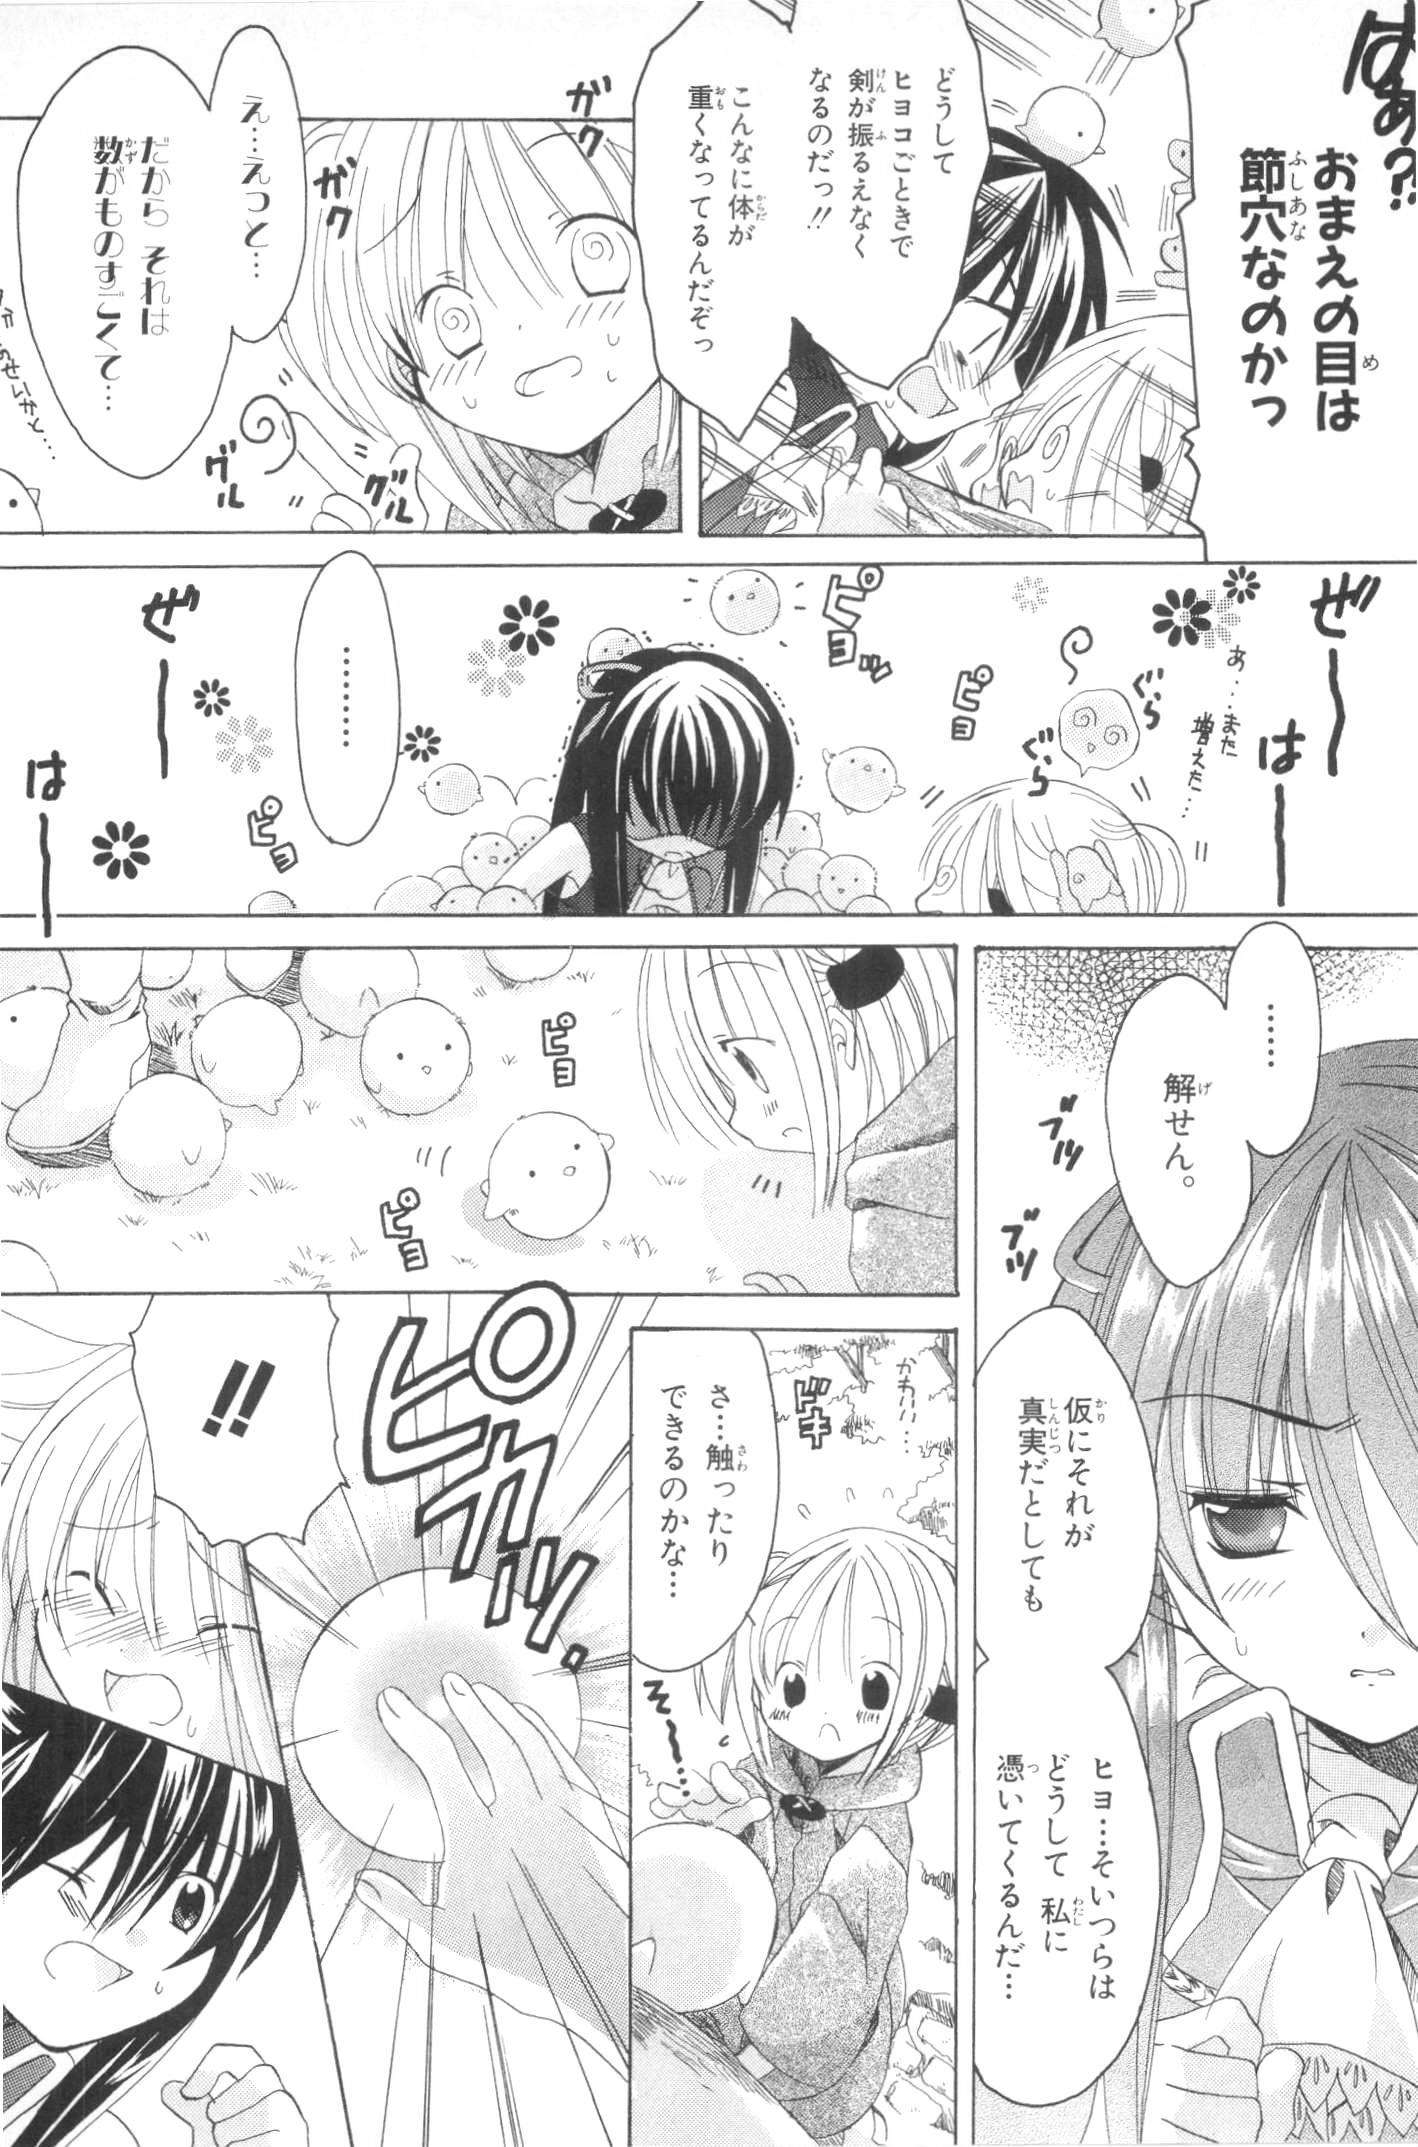 はあ?
おまえの目は
節穴なのかっ
どうして
ヒヨコごときで
剣が振るえなく
なるのだっ!!
こんなに体が
重くなってるんだぞっ
ガク
ガク
え…えっと…
だから それは
数がものすごくて…
グル
グル
ぜーはー
あ…また
増えた…
ぐら
ぐら
ピヨッ
ピヨ
…………
ピヨ
ぜーはー
……
解せん。
ブツ
ブツ
仮にそれが
真実だとしても
ヒヨ…そいつらは
どうして 私に
憑いてくるんだ…
ピヨ
ピヨ
かわいい…
ドキ
さ…触ったり
できるのかな…
そ〜…
ピカッ。
!!